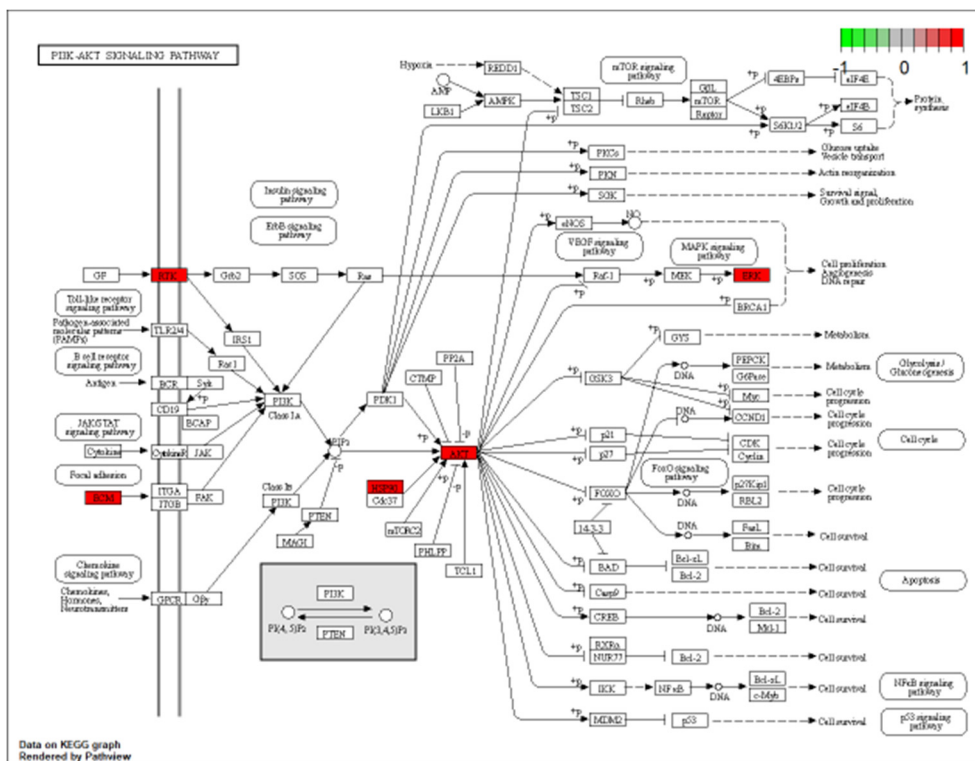 PI3K-AKT SIGNALING PATHWAY
-1 0 1
Hypoxia
REDD1
mTOR signaling
pathway
AMP
LKB1
AMPK
TSC1
TSC2
Rheb
GβL
mTOR
Raptor
4EBPs
eIF4E
eIF4B
S6K1/2
S6
Protein
synthesis
PKCs
Glucose uptake
Vesicle transport
PKN
Actin reorganization
SGK
Survival signal,
Growth and proliferation
Insulin signaling
pathway
ErbB signaling
pathway
eNOS
NO
VEGF signaling
pathway
MAPK signaling
pathway
GF
RTK
Grb2
SOS
Ras
Raf-1
MEK
ERK
Cell proliferation
Angiogenesis
DNA repair
BRCA1
Toll-like receptor
signaling pathway
Pathogen-associated
molecular patterns
(PAMPs)
TLR2/4
IRS1
Rac1
B cell receptor
signaling pathway
Antigen
BCR
Syk
CD19
BCAP
PI3K
Class IA
PDK1
CTMP
PP2A
GYS
Metabolism
GSK3
DNA
PEPCK
G6Pase
Metabolism
Glycolysis /
Gluconeogenesis
Myc
Cell cycle
progression
DNA
CCND1
Cell cycle
progression
JAK/STAT
signaling pathway
Cytokine
CytokineR
JAK
PIP3
AKT
p21
p27
CDK
Cyclin
Cell cycle
progression
Cell cycle
Focal adhesion
ECM
ITGA
ITGB
FAK
Class IB
PI3K
PTEN
MAGI
HSP90
Cdc37
mTORC2
PHLPP
TCL1
FoxO signaling
pathway
FOXO
DNA
p27Kip1
RBL2
Cell cycle
progression
14-3-3
DNA
FasL
Bim
Cell survival
Chemokine
signaling pathway
Chemokines,
Hormones,
Neurotransmitters
GPCR
Gβγ
PI3K
PI(4,5)P2
PI(3,4,5)P3
PTEN
BAD
Bcl-xL
Bcl-2
Cell survival
Apoptosis
Casp9
Cell survival
CREB
DNA
Bcl-2
Mcl-1
Cell survival
RXRα
NUR77
Bcl-2
Cell survival
IKK
NFκB
DNA
Bcl-xL
c-Myb
Cell survival
NFκB signaling
pathway
MDM2
p53
Cell survival
p53 signaling
pathway
Data on KEGG graph
Rendered by Pathview